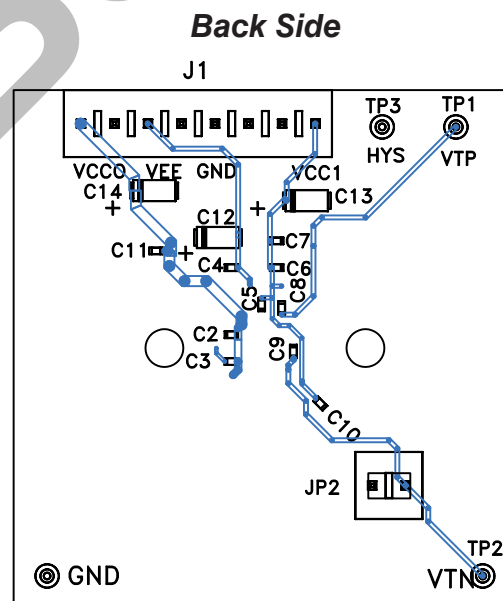 Back Side
J1
TP3 TP1
HYS VTP
VCCO VEE GND VCC1
C14 C13
C12
C11 C4 C7
C6
C5 C8
C2
C3 C9
C10
JP2
TP2
GND VTN